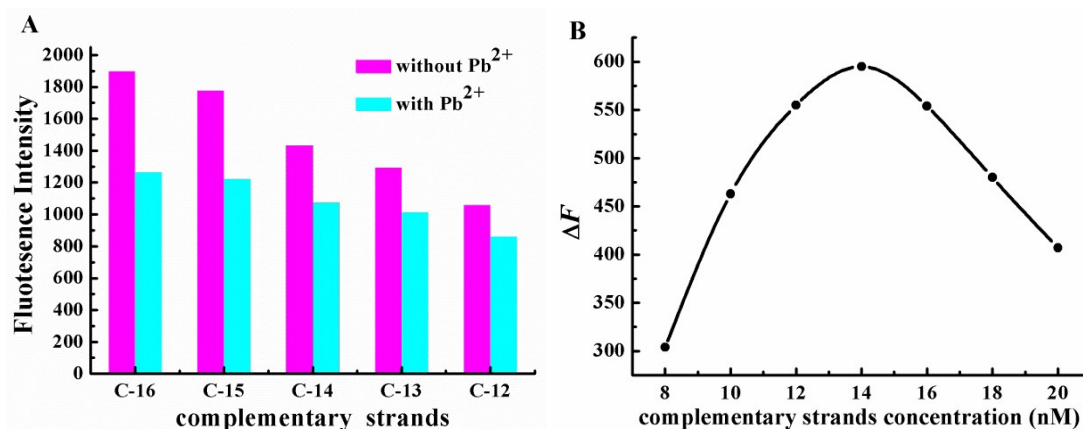 A
2000
1800
1600
1400
1200
1000
800
600
400
200
0
Fluotesence Intensity
without Pb2+
with Pb2+
C-16 C-15 C-14 C-13 C-12
complementary strands
B
600
550
500
450
400
350
300
ΔF
8 10 12 14 16 18 20
complementary strands concentration (nM)